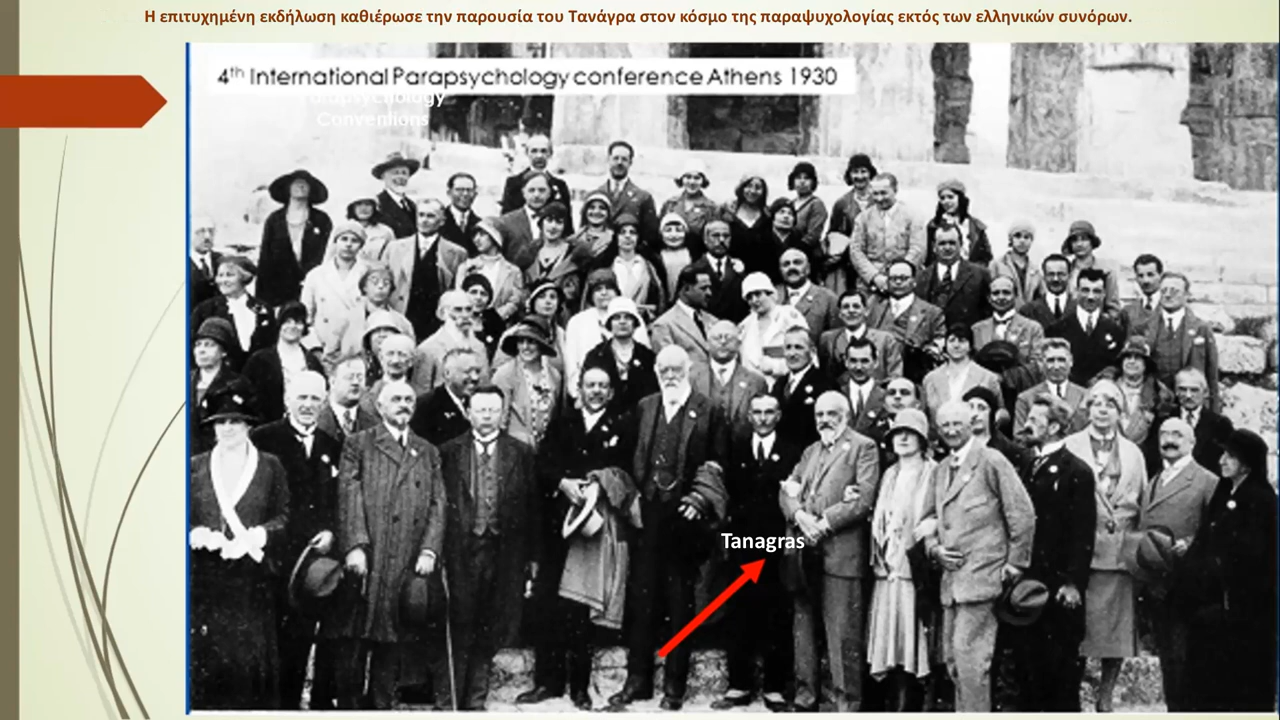 Η επιτυχημένη εκδήλωση καθιέρωσε την παρουσία του Τανάγρα στον κόσμο της παραψυχολογίας εκτός των ελληνικών συνόρων.
4th International Parapsychology conference Athens 1930
Parapsychology
Conventions
Tanagras